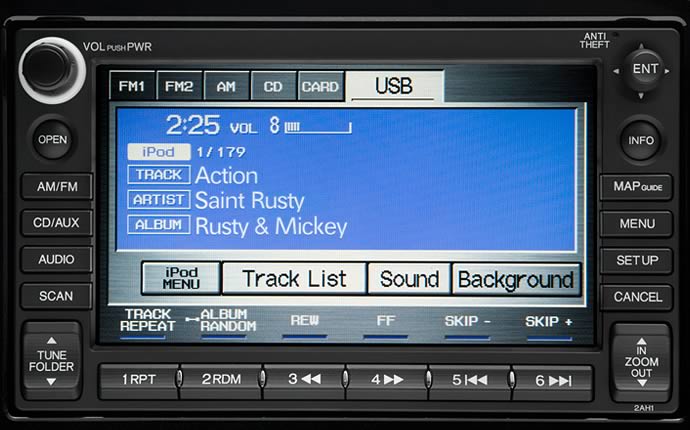 VOL PUSH PWR
ANTI THEFT
FM1 FM2 AM CD CARD USB
ENT
2:25 VOL 8
OPEN
INFO
iPod 1/179
TRACK Action
AM/FM
MAP GUIDE
ARTIST Saint Rusty
CD/AUX
ALBUM Rusty & Mickey
MENU
AUDIO
SET UP
iPod MENU
Track List
Sound
Background
SCAN
CANCEL
TRACK REPEAT
ALBUM RANDOM
REW
FF
SKIP -
SKIP +
TUNE FOLDER
IN ZOOM OUT
1 RPT
2 RDM
3 ◀◀
4 ▶▶
5 |◀◀
6 ▶▶|
2AH1